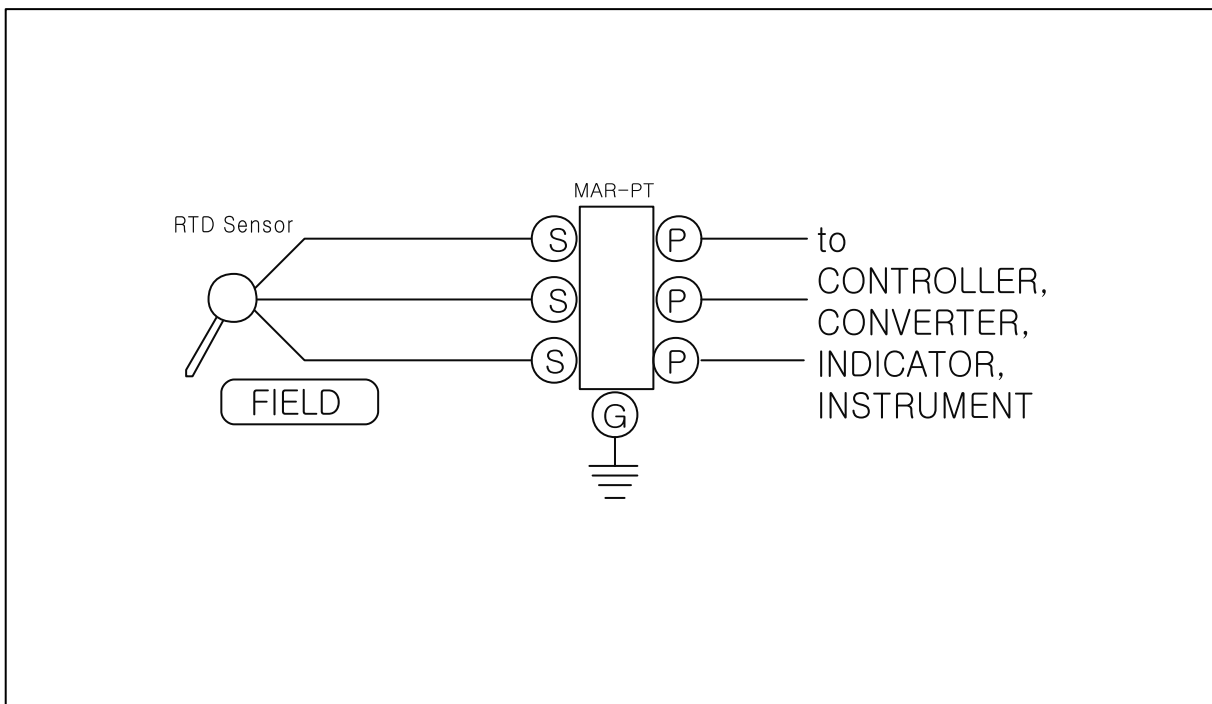 MAR-PT
RTD Sensor
S
P
to
CONTROLLER,
S
P
CONVERTER,
S
P
INDICATOR,
INSTRUMENT
FIELD
G